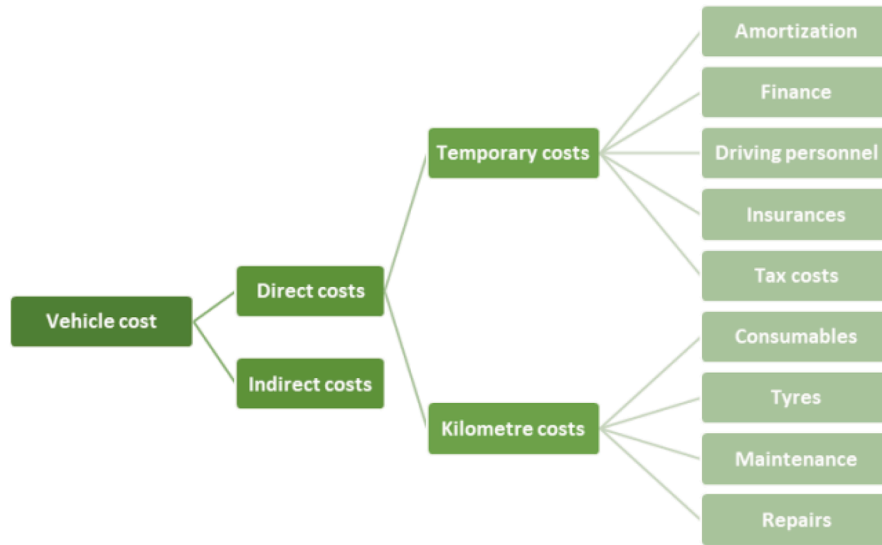 Amortization
Finance
Temporary costs
Driving personnel
Insurances
Direct costs
Tax costs
Vehicle cost
Consumables
Indirect costs
Tyres
Kilometre costs
Maintenance
Repairs